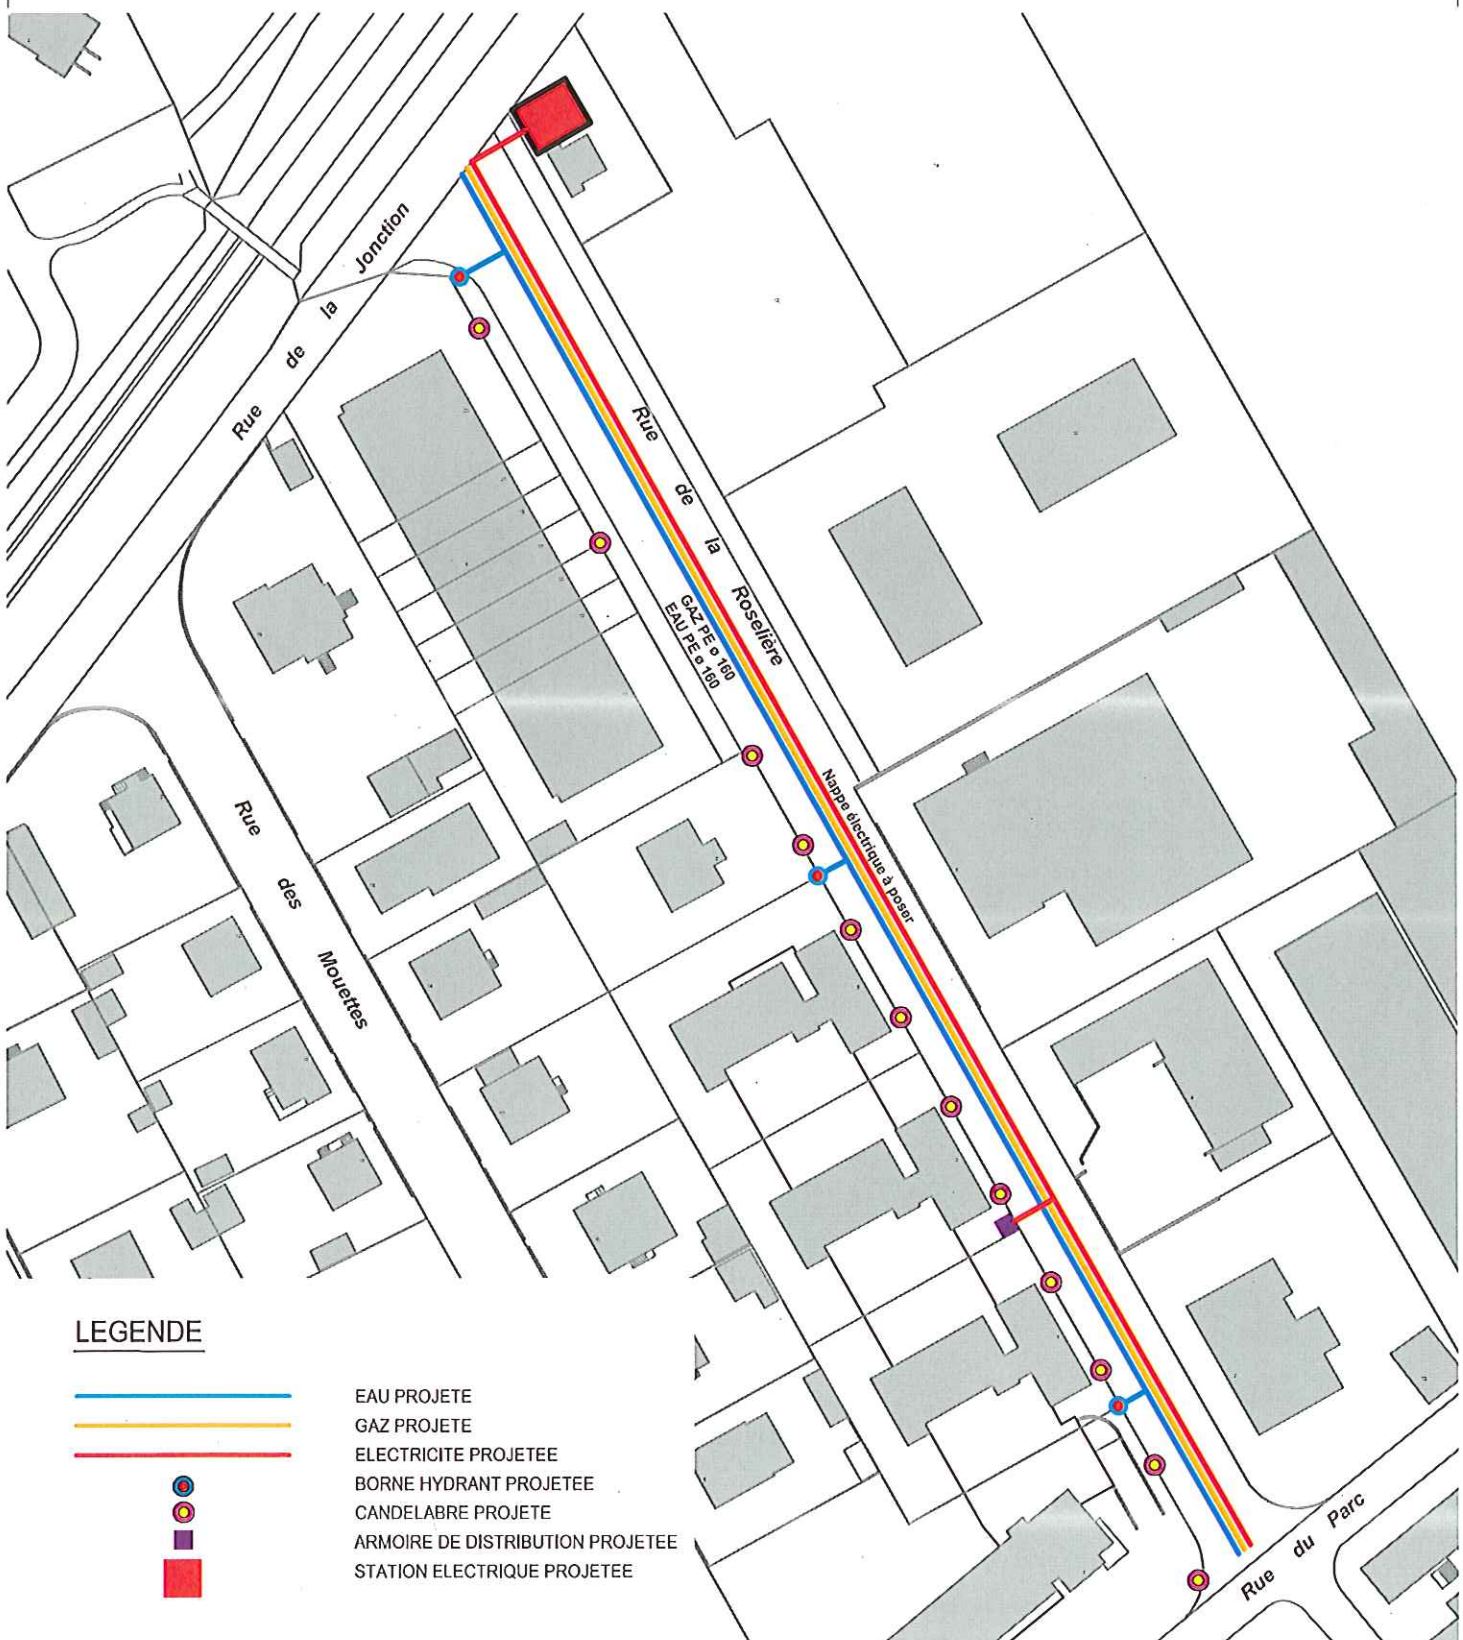 Rue de la Jonction
Rue de la Roselière
GAZ PE ø 160
EAU PE ø 160
Nappe électrique à poser
Rue des Mouettes
Rue du Parc
LEGENDE
EAU PROJETE
GAZ PROJETE
ELECTRICITE PROJETEE
BORNE HYDRANT PROJETEE
CANDELABRE PROJETE
ARMOIRE DE DISTRIBUTION PROJETEE
STATION ELECTRIQUE PROJETEE